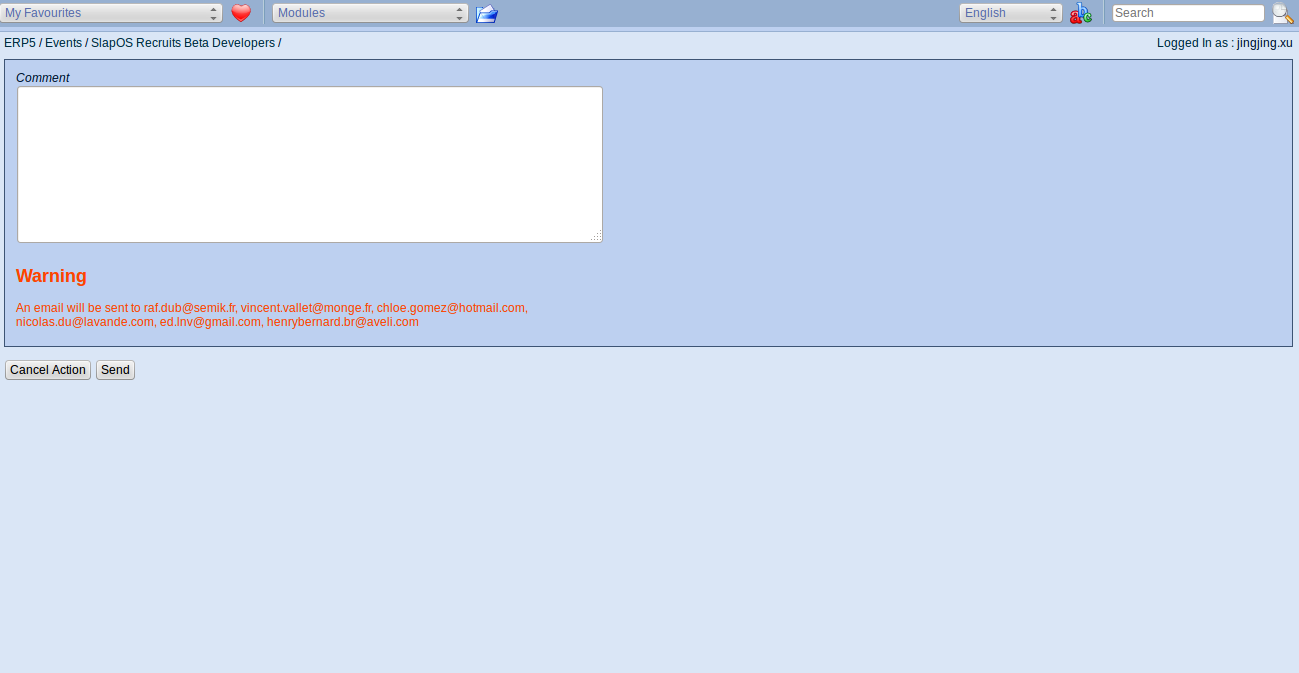 My Favourites Modules English Search
ERP5 / Events / SlapOS Recruits Beta Developers / Logged In as : jingjing.xu
Comment
Warning
An email will be sent to raf.dub@semik.fr, vincent.vallet@monge.fr, chloe.gomez@hotmail.com,
nicolas.du@lavande.com, ed.lnv@gmail.com, henrybernard.br@aveli.com
Cancel Action Send